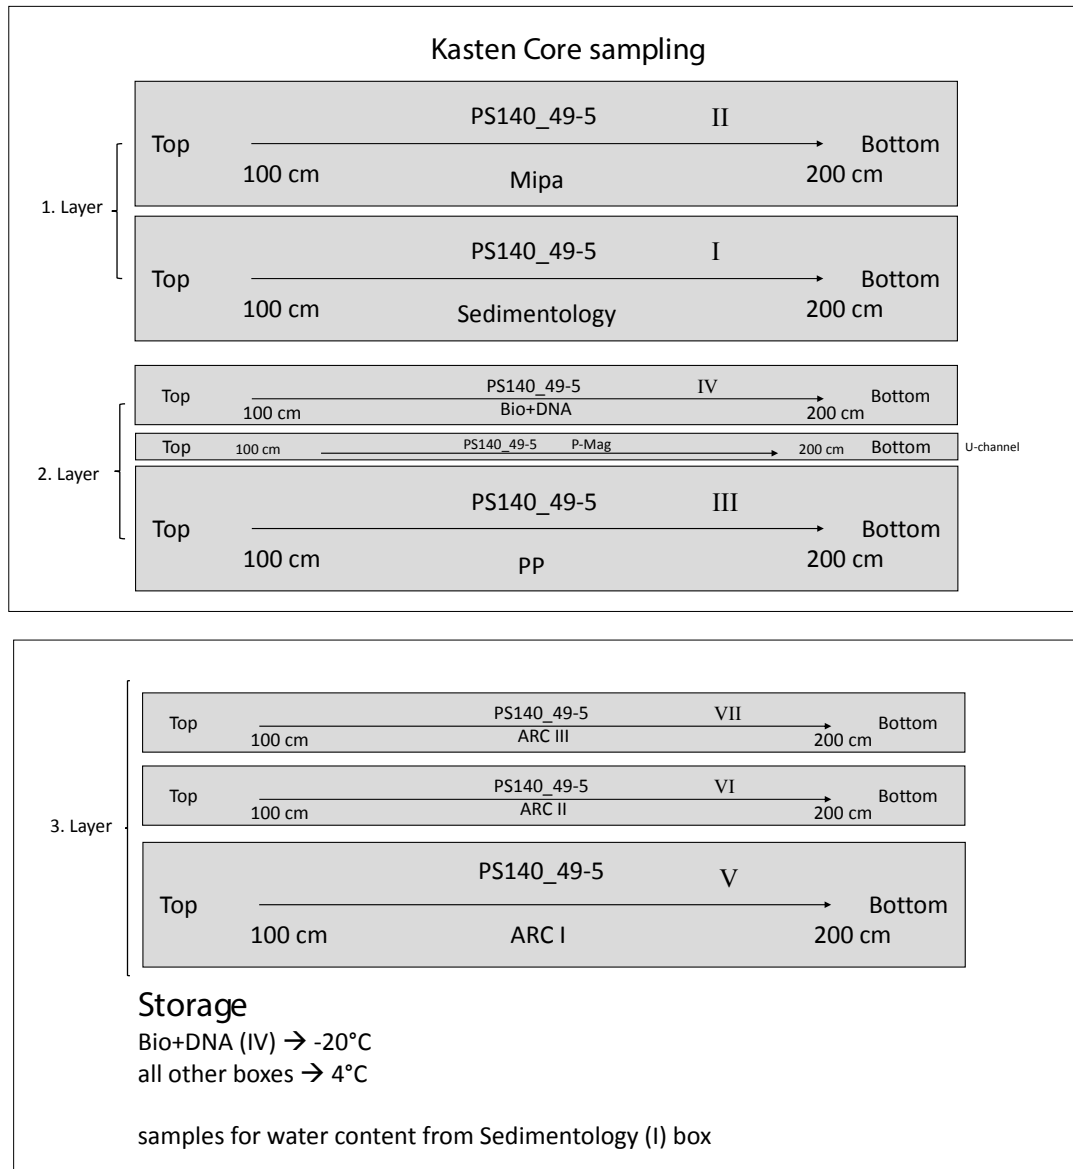 Kasten Core sampling
1. Layer
PS140_49-5 II
Top Bottom
100 cm Mipa 200 cm
PS140_49-5 I
Top Bottom
100 cm Sedimentology 200 cm
2. Layer
PS140_49-5 IV
Top Bottom
100 cm Bio+DNA 200 cm
Top 100 cm PS140_49-5 P-Mag 200 cm Bottom U-channel
PS140_49-5 III
Top Bottom
100 cm PP 200 cm
3. Layer
PS140_49-5 VII
Top Bottom
100 cm ARC III 200 cm
PS140_49-5 VI
Top Bottom
100 cm ARC II 200 cm
PS140_49-5 V
Top Bottom
100 cm ARC I 200 cm
Storage
Bio+DNA (IV) → -20°C
all other boxes → 4°C
samples for water content from Sedimentology (I) box